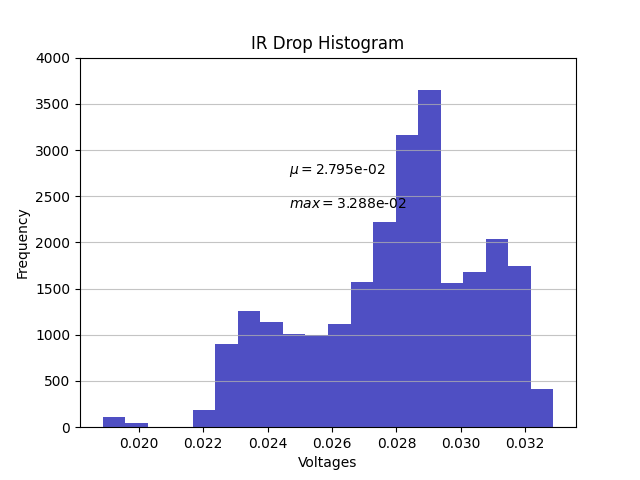 IR Drop Histogram
4000
3500
3000
2500
2000
1500
1000
500
0
Frequency
μ = 2.795e-02
max = 3.288e-02
0.020 0.022 0.024 0.026 0.028 0.030 0.032
Voltages